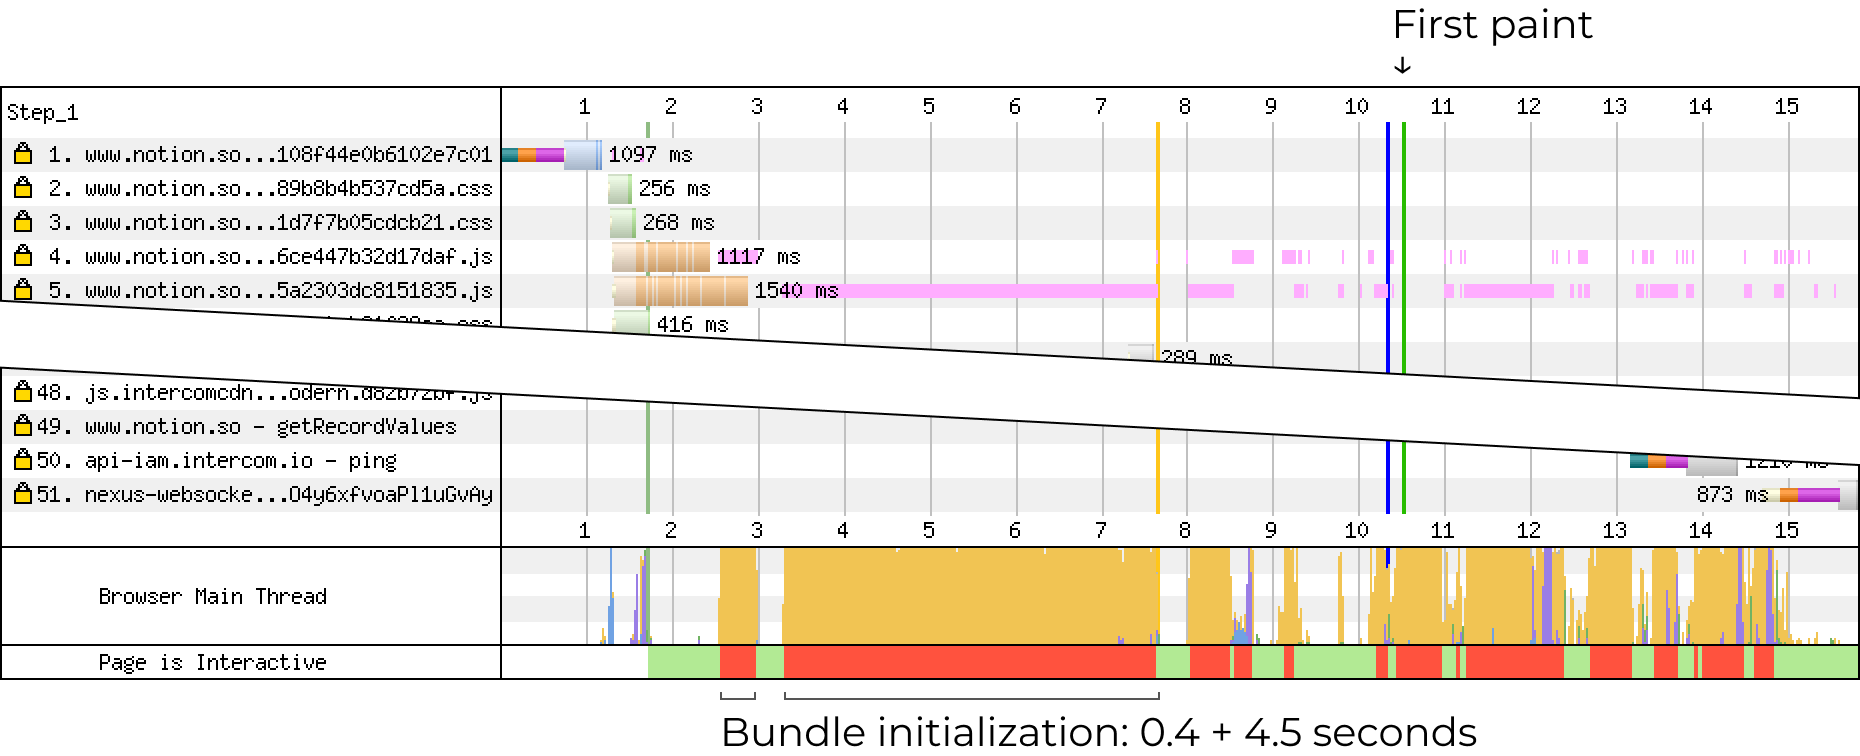 First paint
↓
Step_1
1 2 3 4 5 6 7 8 9 10 11 12 13 14 15
1. www.notion.so...108f44e0b6102e7c01 1097 ms
2. www.notion.so...89b8b4b537cd5a.css 256 ms
3. www.notion.so...1d7f7b05cdcb21.css 268 ms
4. www.notion.so...6ce447b32d17daf.js 1117 ms
5. www.notion.so...5a2303dc8151835.js 1540 ms
416 ms
289 ms
48. js.intercomcdn...odern.d82b72bf.js
49. www.notion.so - getRecordValues
50. api-iam.intercom.io - ping
51. nexus-websocke...O4y6xfvoaPl1uGvAy 873 ms
1 2 3 4 5 6 7 8 9 10 11 12 13 14 15
Browser Main Thread
Page is Interactive
Bundle initialization: 0.4 + 4.5 seconds